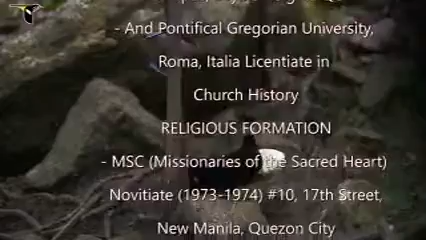 - And Pontifical Gregorian University,
Roma, Italia Licentiate in
Church History
RELIGIOUS FORMATION
- MSC (Missionaries of the Sacred Heart)
Novitiate (1973-1974) #10, 17th Street,
New Manila, Quezon City